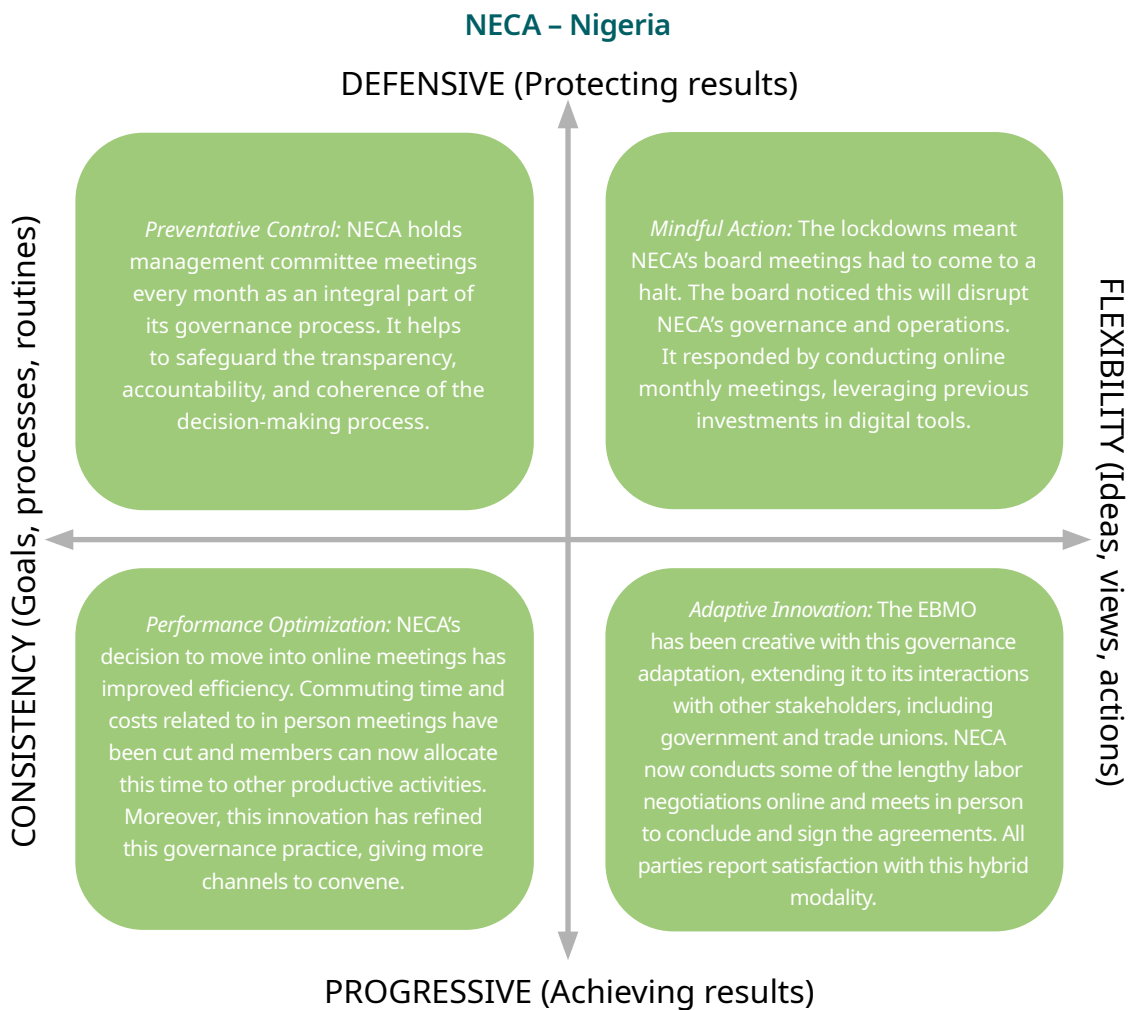 NECA – Nigeria
DEFENSIVE (Protecting results)
CONSISTENCY (Goals, processes, routines)
Preventative Control: NECA holds
management committee meetings
every month as an integral part of
its governance process. It helps
to safeguard the transparency,
accountability, and coherence of the
decision-making process.
Mindful Action: The lockdowns meant
NECA’s board meetings had to come to a
halt. The board noticed this will disrupt
NECA’s governance and operations.
It responded by conducting online
monthly meetings, leveraging previous
investments in digital tools.
FLEXIBILITY (Ideas, views, actions)
Performance Optimization: NECA’s
decision to move into online meetings has
improved efficiency. Commuting time and
costs related to in person meetings have
been cut and members can now allocate
this time to other productive activities.
Moreover, this innovation has refined
this governance practice, giving more
channels to convene.
Adaptive Innovation: The EBMO
has been creative with this governance
adaptation, extending it to its interactions
with other stakeholders, including
government and trade unions. NECA
now conducts some of the lengthy labor
negotiations online and meets in person
to conclude and sign the agreements. All
parties report satisfaction with this hybrid
modality.
PROGRESSIVE (Achieving results)